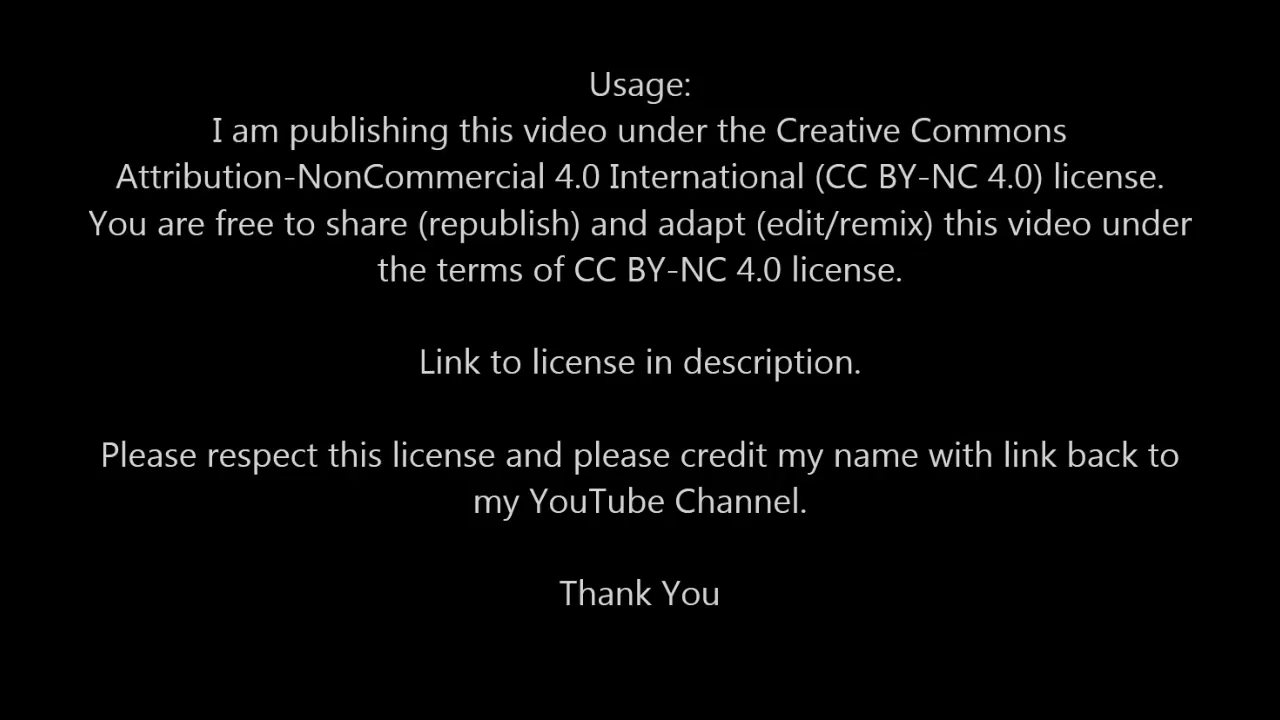 Usage:
I am publishing this video under the Creative Commons
Attribution-NonCommercial 4.0 International (CC BY-NC 4.0) license.
You are free to share (republish) and adapt (edit/remix) this video under
the terms of CC BY-NC 4.0 license.
Link to license in description.
Please respect this license and please credit my name with link back to
my YouTube Channel.
Thank You